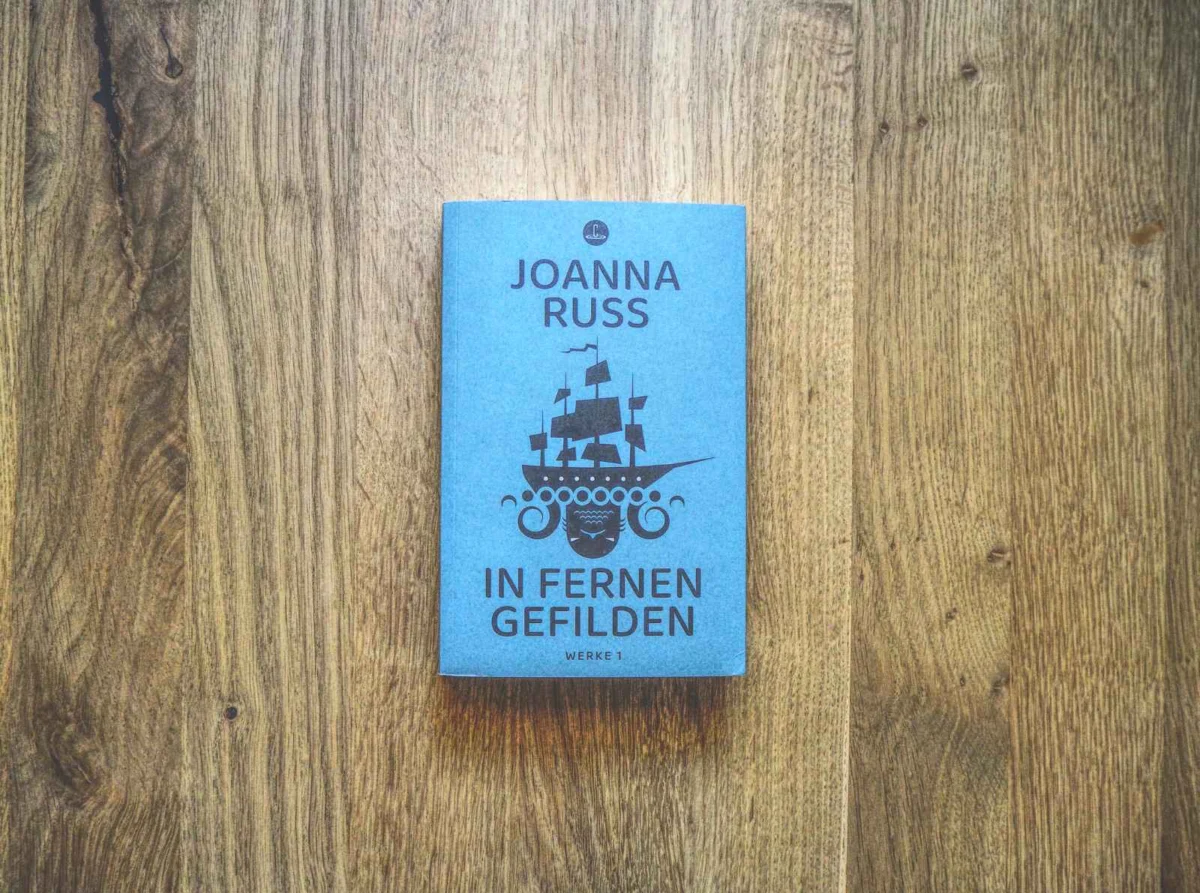 JOANNA
RUSS
IN FERNEN
GEFILDEN
WERKE 1